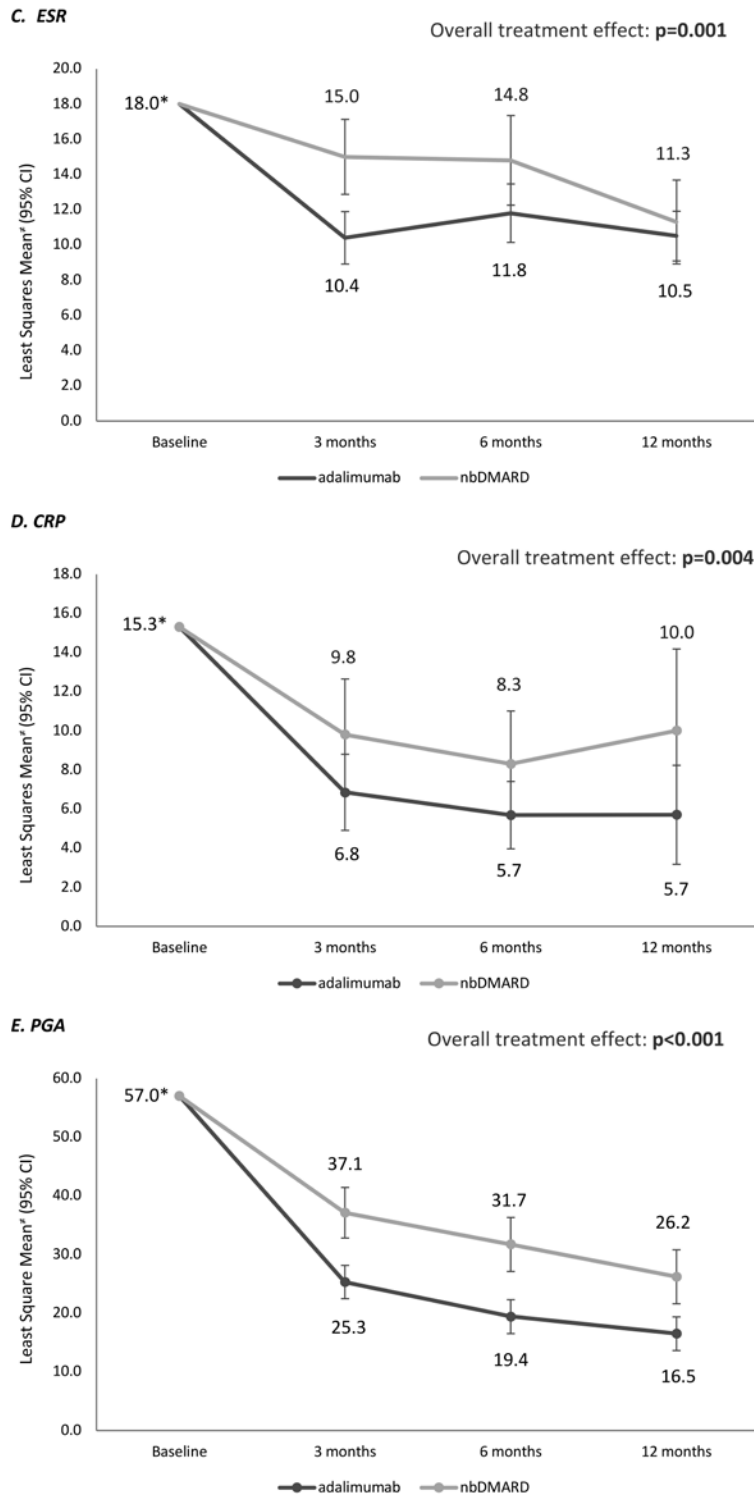 C. ESR
Overall treatment effect: p=0.001
Least Squares Mean≠ (95% CI)
20.0
18.0
16.0
14.0
12.0
10.0
8.0
6.0
4.0
2.0
0.0
18.0*
15.0
14.8
11.3
10.4
11.8
10.5
Baseline
3 months
6 months
12 months
adalimumab
nbDMARD
D. CRP
Overall treatment effect: p=0.004
Least Squares Mean≠ (95% CI)
18.0
16.0
14.0
12.0
10.0
8.0
6.0
4.0
2.0
0.0
15.3*
9.8
8.3
10.0
6.8
5.7
5.7
Baseline
3 months
6 months
12 months
adalimumab
nbDMARD
E. PGA
Overall treatment effect: p<0.001
Least Square Mean≠ (95% CI)
60.0
50.0
40.0
30.0
20.0
10.0
0.0
57.0*
37.1
31.7
26.2
25.3
19.4
16.5
Baseline
3 months
6 months
12 months
adalimumab
nbDMARD